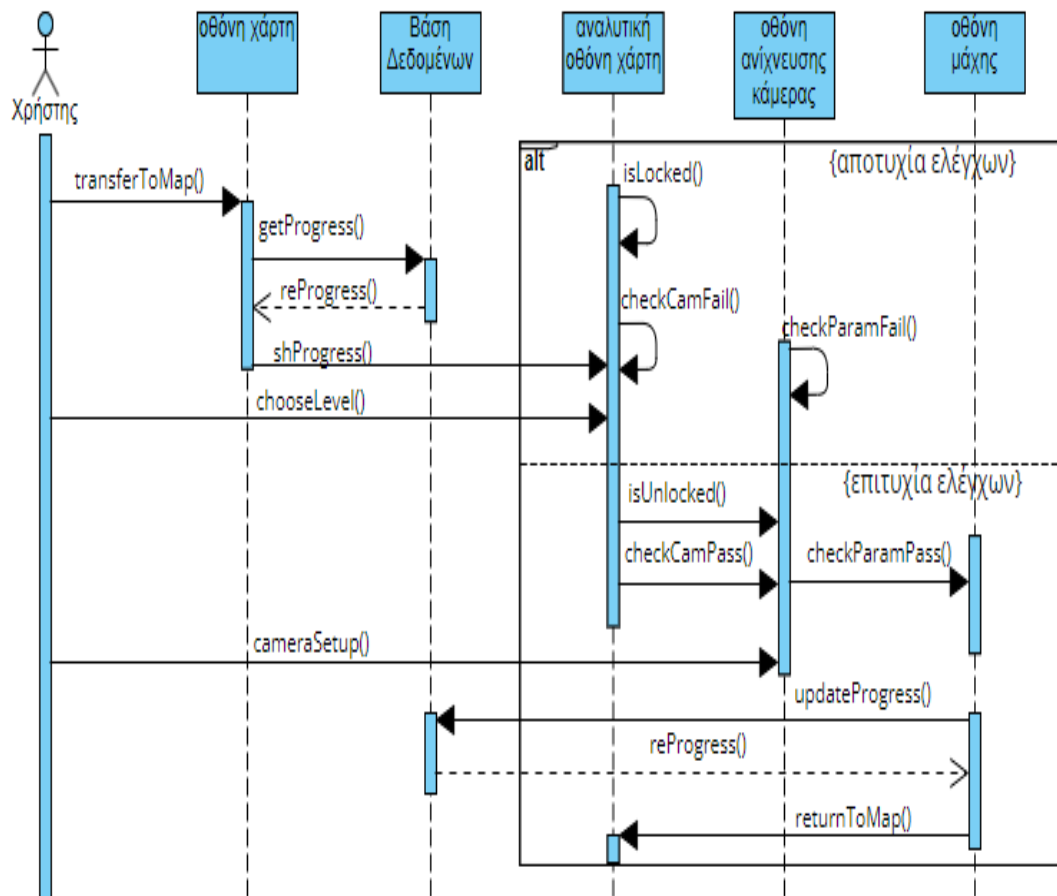 οθόνη χάρτη
Βάση
Δεδομένων
αναλυτική
οθόνη χάρτη
οθόνη
ανίχνευσης
κάμερας
οθόνη
μάχης
Χρήστης
alt
{αποτυχία ελέγχων}
isLocked()
transferToMap()
getProgress()
reProgress()
checkCamFail()
checkParamFail()
shProgress()
chooseLevel()
{επιτυχία ελέγχων}
isUnlocked()
checkCamPass()
checkParamPass()
cameraSetup()
updateProgress()
reProgress()
returnToMap()